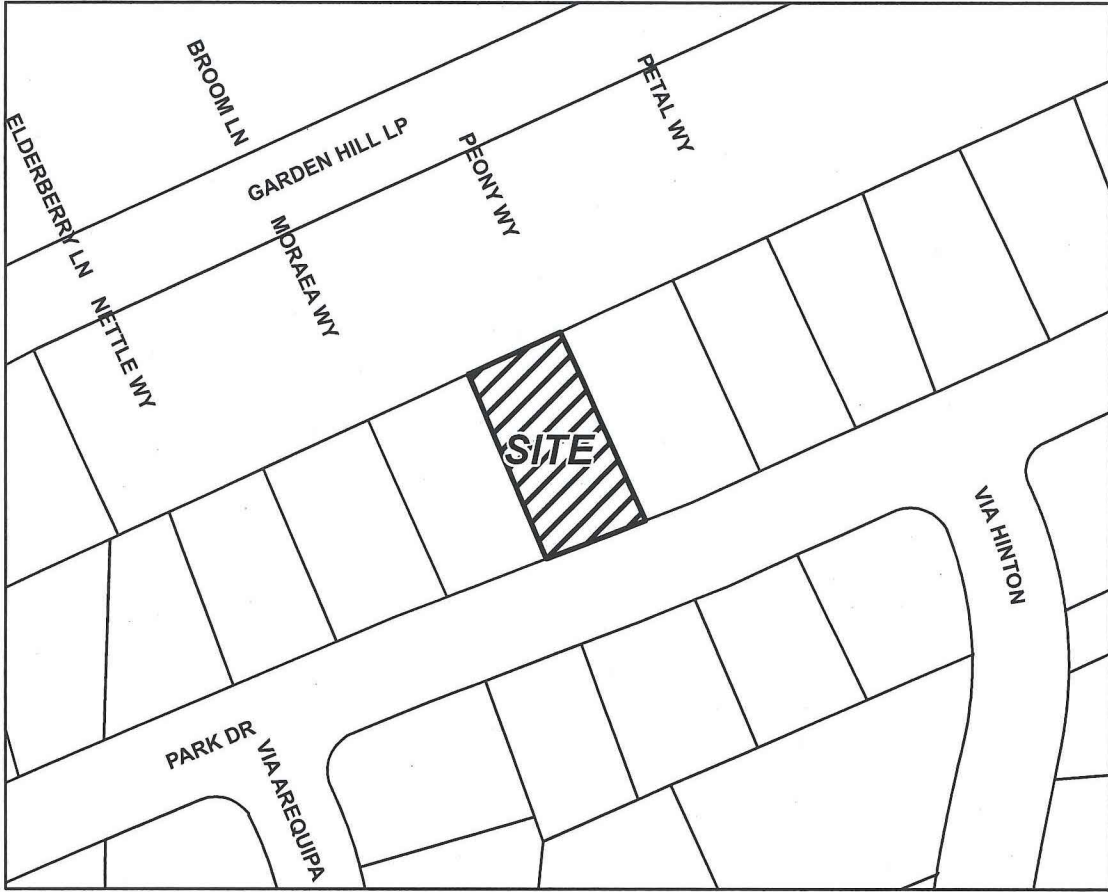 BROOM LN
PETAL WY
ELDERBERRY LN
GARDEN HILL LP
PEONY WY
MORAEA WY
NETTLE WY
SITE
VIA HINTON
PARK DR
VIA AREQUIPA